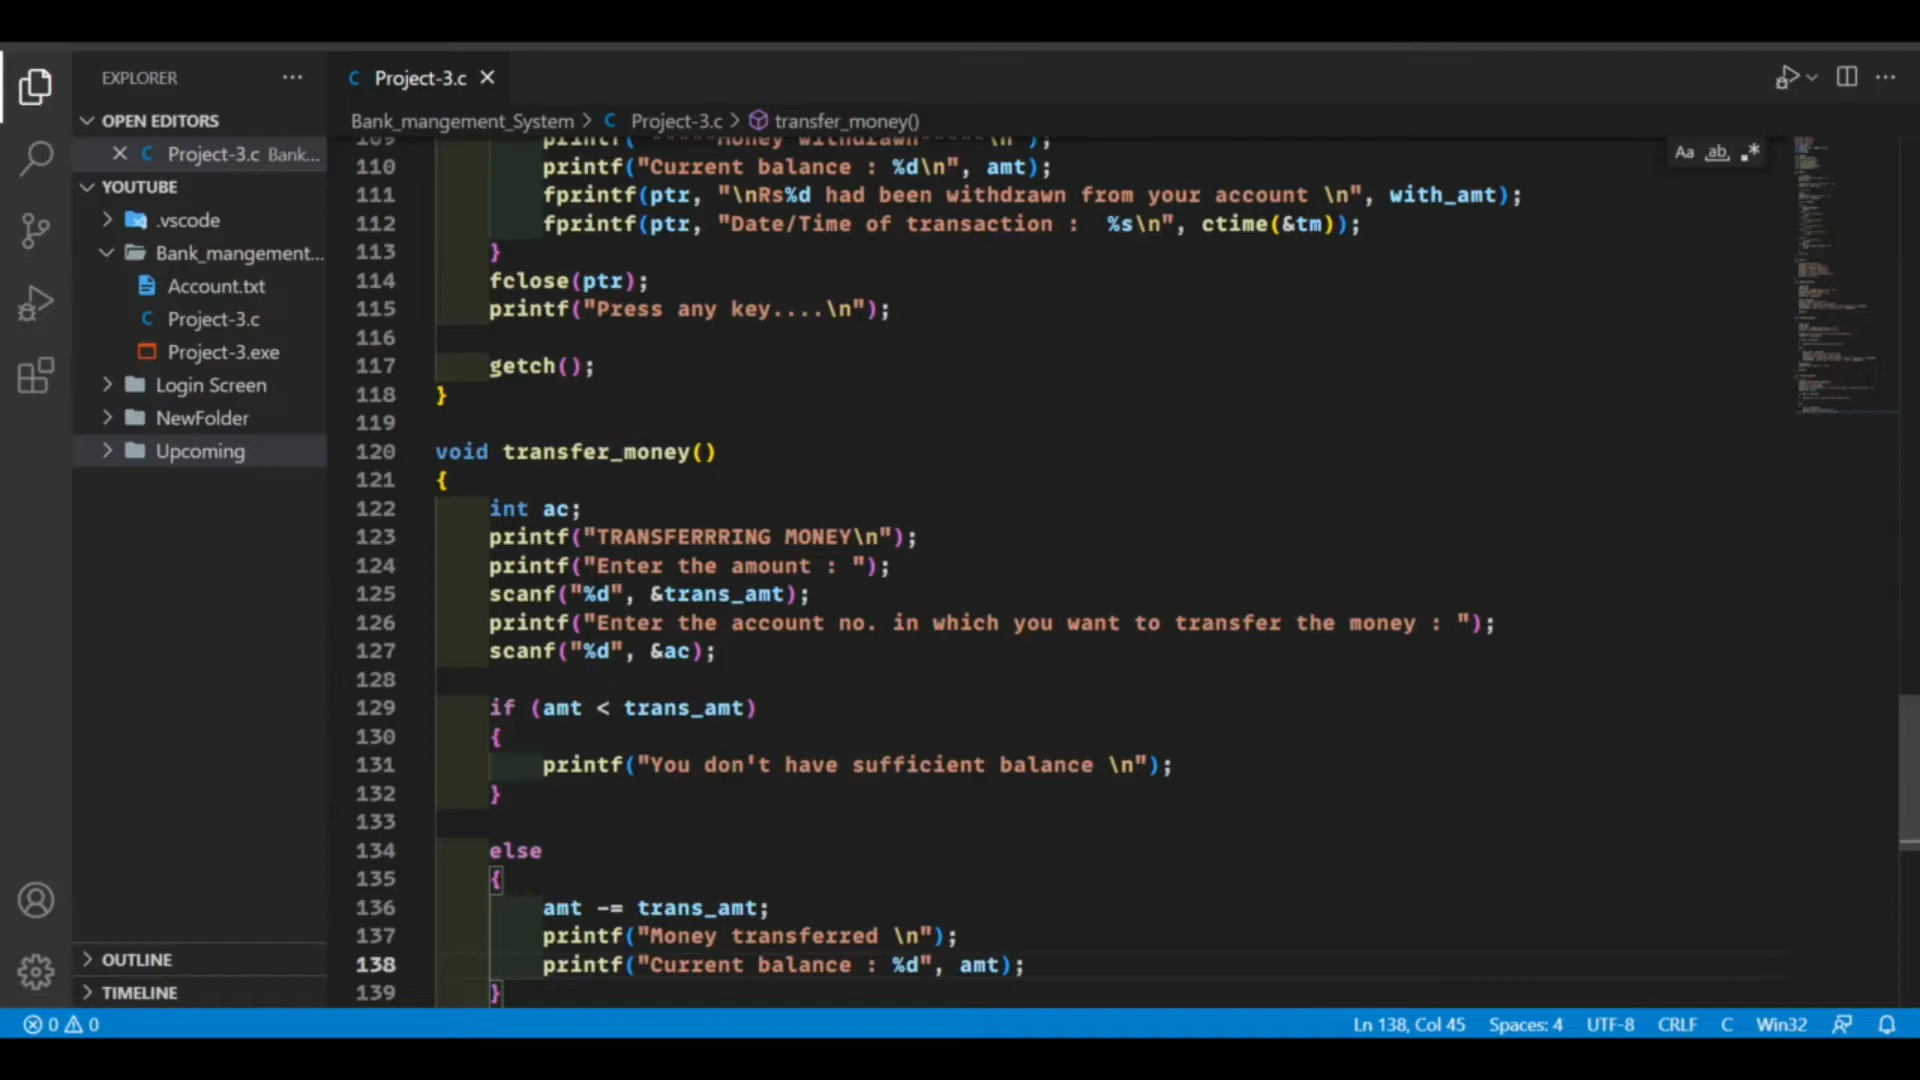 EXPLORER
OPEN EDITORS
Project-3.c Bank...
YOUTUBE
.vscode
Bank_mangement...
Account.txt
Project-3.c
Project-3.exe
Login Screen
NewFolder
Upcoming
OUTLINE
TIMELINE
Project-3.c
Bank_mangement_System > Project-3.c > transfer_money()
Aa ab .*
109 printf("*****Money withdrawn*****\n");
110 printf("Current balance : %d\n", amt);
111 fprintf(ptr, "\nRs%d had been withdrawn from your account \n", with_amt);
112 fprintf(ptr, "Date/Time of transaction :  %s\n", ctime(&tm));
113 }
114 fclose(ptr);
115 printf("Press any key....\n");
116
117 getch();
118 }
119
120 void transfer_money()
121 {
122 int ac;
123 printf("TRANSFERRRING MONEY\n");
124 printf("Enter the amount : ");
125 scanf("%d", &trans_amt);
126 printf("Enter the account no. in which you want to transfer the money : ");
127 scanf("%d", &ac);
128
129 if (amt < trans_amt)
130 {
131 printf("You don't have sufficient balance \n");
132 }
133
134 else
135 {
136 amt -= trans_amt;
137 printf("Money transferred \n");
138 printf("Current balance : %d", amt);
139 }
0 0
Ln 138, Col 45 Spaces: 4 UTF-8 CRLF C Win32